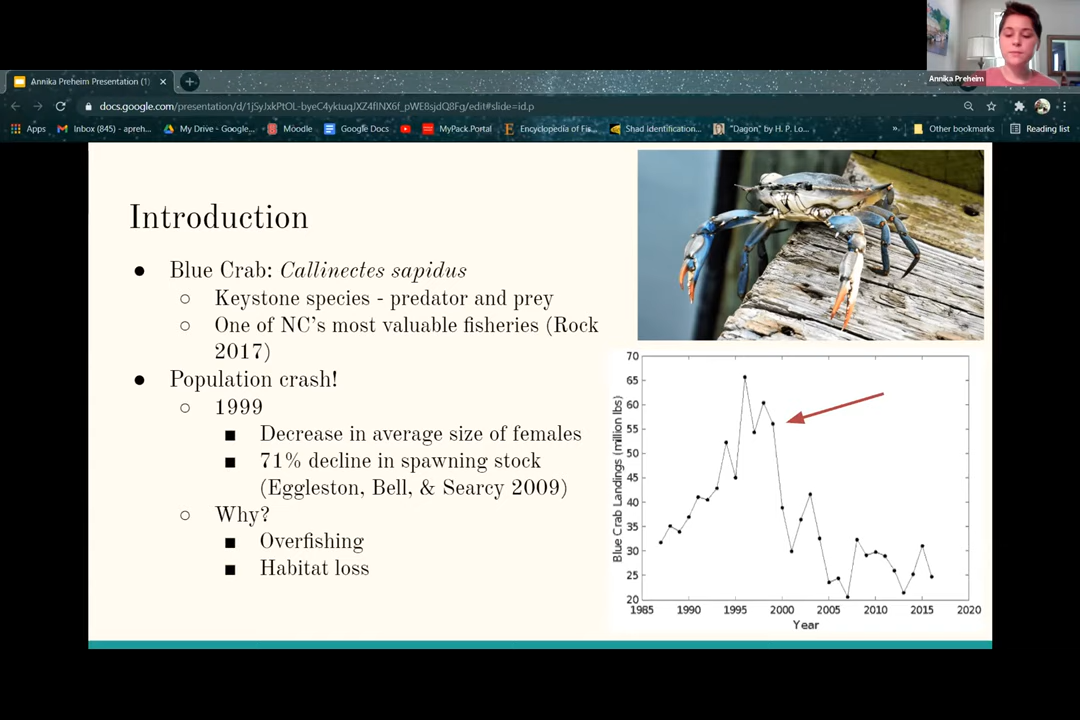 Annika Preheim Presentation (1)
Annika Preheim
docs.google.com/presentation/d/
edit#slide=id.p
Apps
Inbox (845) - apreh...
My Drive - Google...
Moodle
Google Docs
MyPack Portal
Encyclopedia of Fis...
Shad Identification...
"Dagon" by H. P. Lo...
»
Other bookmarks
Reading list
Introduction
● Blue Crab: Callinectes sapidus
○ Keystone species - predator and prey
○ One of NC's most valuable fisheries (Rock
2017)
● Population crash!
○ 1999
■ Decrease in average size of females
■ 71% decline in spawning stock
(Eggleston, Bell, & Searcy 2009)
○ Why?
■ Overfishing
■ Habitat loss
Blue Crab Landings (million lbs)
70
65
60
55
50
45
40
35
30
25
20
1985 1990 1995 2000 2005 2010 2015 2020
Year